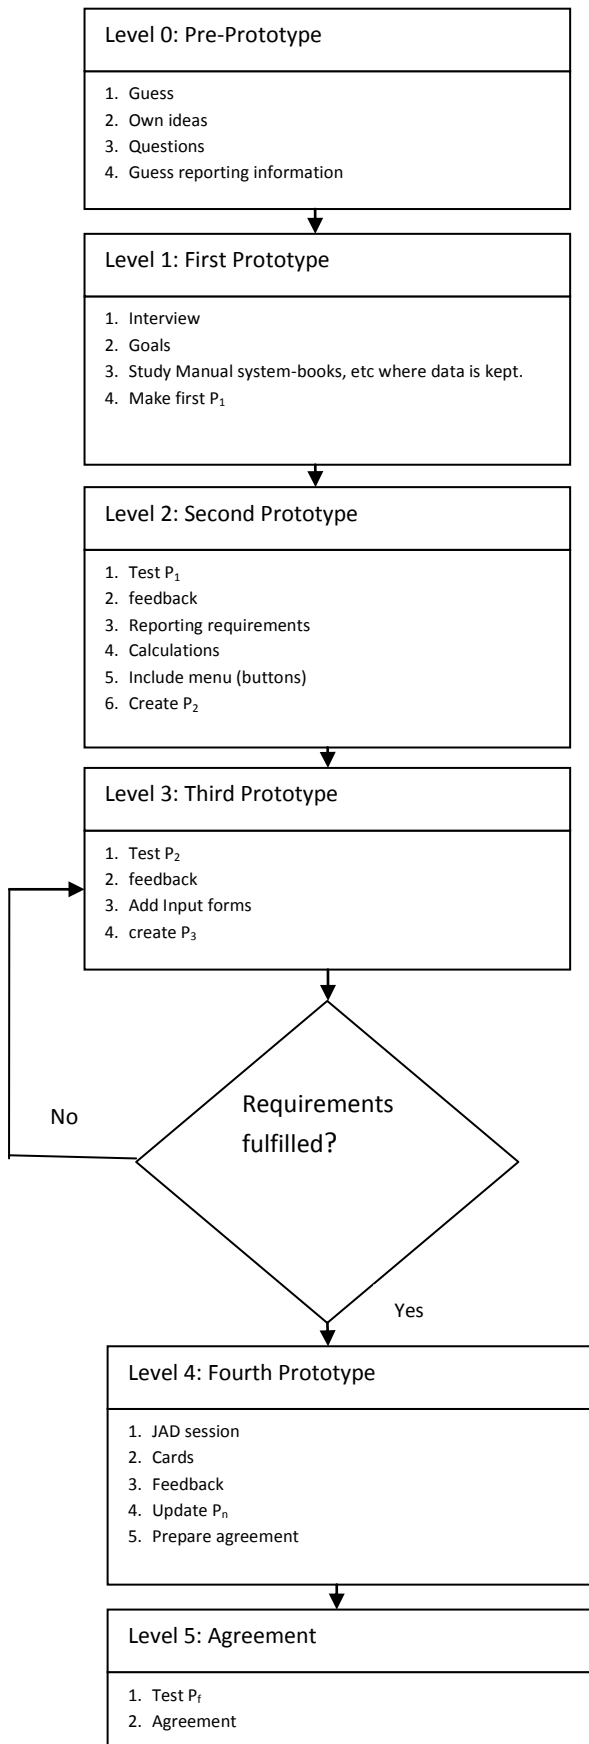 Level 0: Pre-Prototype
1. Guess
2. Own ideas
3. Questions
4. Guess reporting information
Level 1: First Prototype
1. Interview
2. Goals
3. Study Manual system-books, etc where data is kept.
4. Make first P₁
Level 2: Second Prototype
1. Test P₁
2. feedback
3. Reporting requirements
4. Calculations
5. Include menu (buttons)
6. Create P₂
Level 3: Third Prototype
1. Test P₂
2. feedback
3. Add Input forms
4. create P₃
Requirements
fulfilled?
No
Yes
Level 4: Fourth Prototype
1. JAD session
2. Cards
3. Feedback
4. Update Pₙ
5. Prepare agreement
Level 5: Agreement
1. Test P_f
2. Agreement